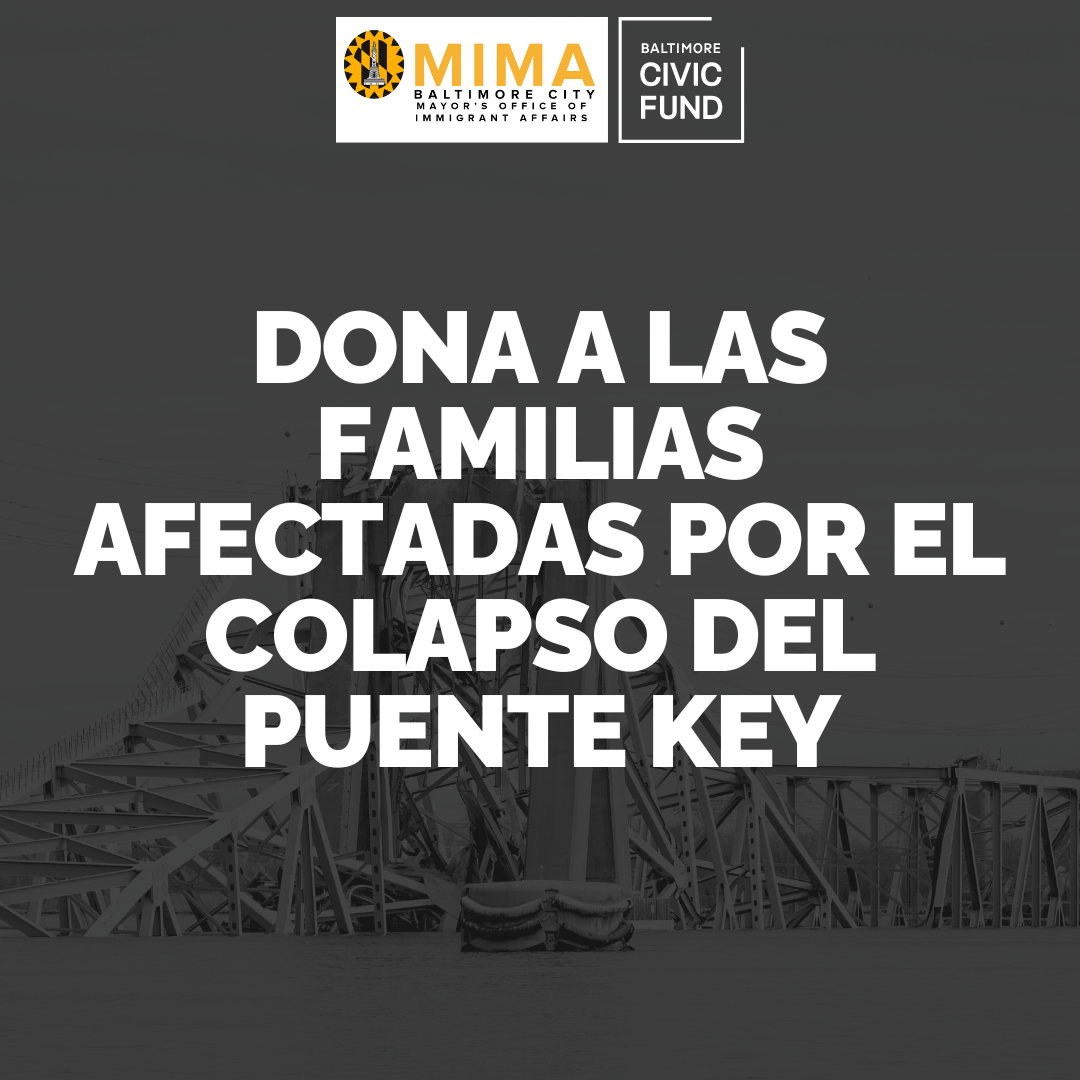 MIMA
BALTIMORE CITY
MAYOR'S OFFICE OF
IMMIGRANT AFFAIRS
BALTIMORE
CIVIC
FUND
DONA A LAS
FAMILIAS
AFECTADAS POR EL
COLAPSO DEL
PUENTE KEY